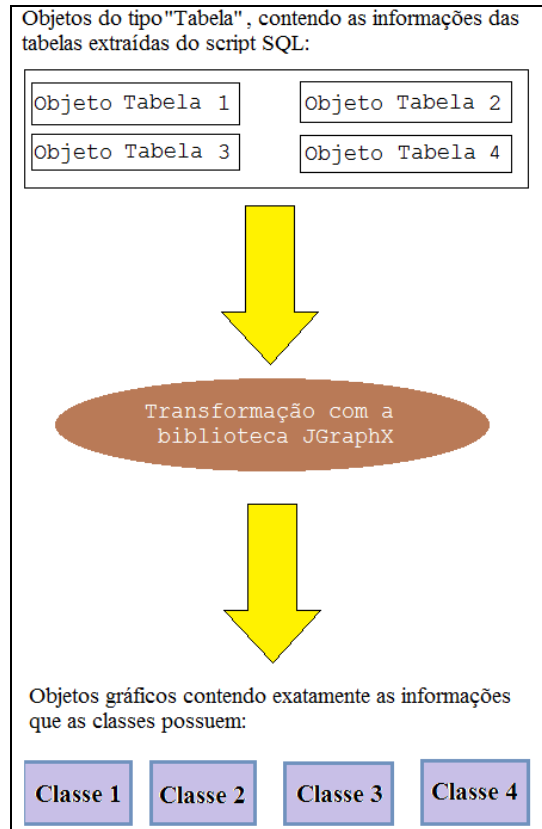 Objetos do tipo"Tabela", contendo as informações das
tabelas extraídas do script SQL:
Objeto Tabela 1
Objeto Tabela 2
Objeto Tabela 3
Objeto Tabela 4
Transformação com a
biblioteca JGraphX
Objetos gráficos contendo exatamente as informações
que as classes possuem:
Classe 1
Classe 2
Classe 3
Classe 4